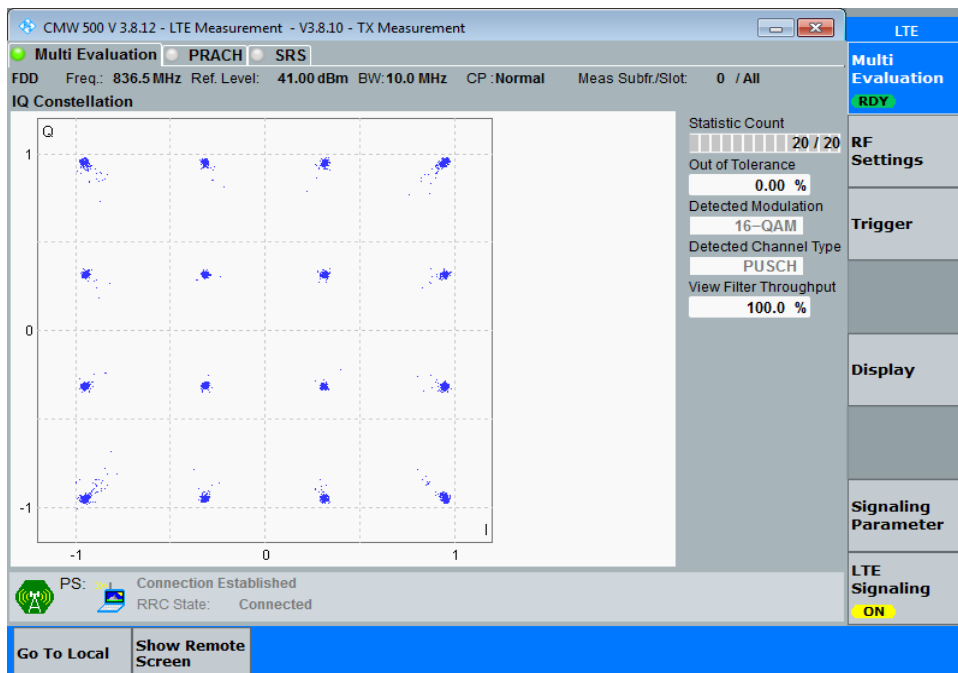 CMW 500 V 3.8.12 - LTE Measurement - V3.8.10 - TX Measurement
LTE
Multi Evaluation PRACH SRS
FDD Freq.: 836.5 MHz Ref. Level: 41.00 dBm BW: 10.0 MHz CP : Normal Meas Subfr./Slot: 0 / All
IQ Constellation
Q
1
0
-1
-1 0 1
I
Statistic Count
20 / 20
Out of Tolerance
0.00 %
Detected Modulation
16-QAM
Detected Channel Type
PUSCH
View Filter Throughput
100.0 %
Multi
Evaluation
RDY
RF
Settings
Trigger
Display
Signaling
Parameter
LTE
Signaling
ON
PS: Connection Established
RRC State: Connected
Go To Local
Show Remote
Screen